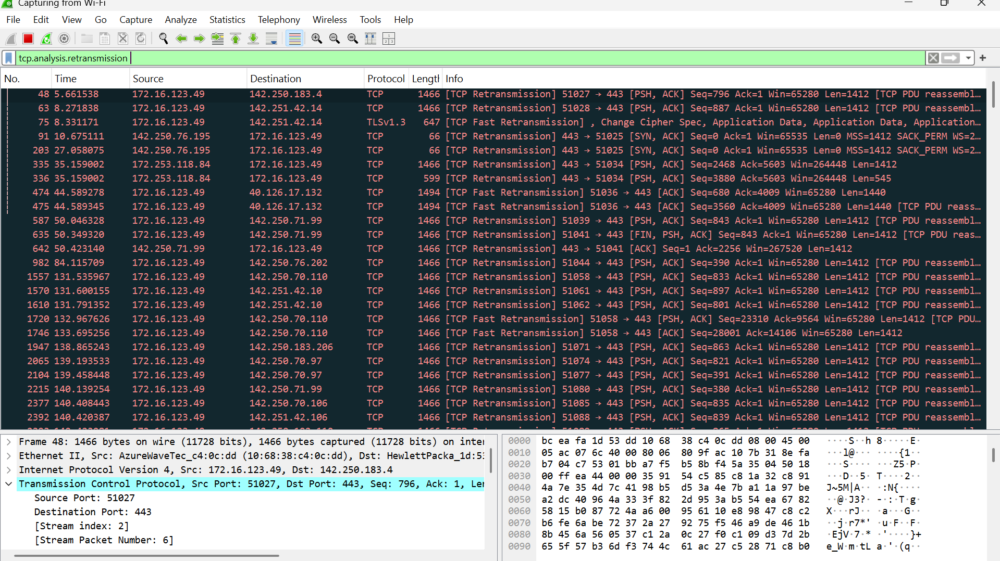 Capturing from Wi-Fi
File Edit View Go Capture Analyze Statistics Telephony Wireless Tools Help
tcp.analysis.retransmission
No. Time Source Destination Protocol Length Info
48 5.661538 172.16.123.49 142.250.183.4 TCP 1466 [TCP Retransmission] 51027 → 443 [PSH, ACK] Seq=796 Ack=1 Win=65280 Len=1412 [TCP PDU reassembl…
63 8.271838 172.16.123.49 142.251.42.14 TCP 1466 [TCP Retransmission] 51028 → 443 [PSH, ACK] Seq=887 Ack=1 Win=65280 Len=1412 [TCP PDU reassembl…
75 8.331171 172.16.123.49 142.251.42.14 TLSv1.3 647 [TCP Fast Retransmission] , Change Cipher Spec, Application Data, Application Data, Application…
91 10.675111 142.250.76.195 172.16.123.49 TCP 66 [TCP Retransmission] 443 → 51025 [SYN, ACK] Seq=0 Ack=1 Win=65535 Len=0 MSS=1412 SACK_PERM WS=2…
203 27.058075 142.250.76.195 172.16.123.49 TCP 66 [TCP Retransmission] 443 → 51025 [SYN, ACK] Seq=0 Ack=1 Win=65535 Len=0 MSS=1412 SACK_PERM WS=2…
335 35.159002 172.253.118.84 172.16.123.49 TCP 1466 [TCP Retransmission] 443 → 51034 [PSH, ACK] Seq=2468 Ack=5603 Win=264448 Len=1412
336 35.159002 172.253.118.84 172.16.123.49 TCP 599 [TCP Retransmission] 443 → 51034 [PSH, ACK] Seq=3880 Ack=5603 Win=264448 Len=545
474 44.589278 172.16.123.49 40.126.17.132 TCP 1494 [TCP Fast Retransmission] 51036 → 443 [ACK] Seq=680 Ack=4009 Win=65280 Len=1440
475 44.589345 172.16.123.49 40.126.17.132 TCP 1494 [TCP Fast Retransmission] 51036 → 443 [ACK] Seq=3560 Ack=4009 Win=65280 Len=1440 [TCP PDU reass…
587 50.046328 172.16.123.49 142.250.71.99 TCP 1466 [TCP Retransmission] 51039 → 443 [PSH, ACK] Seq=843 Ack=1 Win=65280 Len=1412 [TCP PDU reassembl…
635 50.349320 172.16.123.49 142.250.71.99 TCP 1466 [TCP Retransmission] 51041 → 443 [FIN, PSH, ACK] Seq=843 Ack=1 Win=65280 Len=1412 [TCP PDU reas…
642 50.423140 142.250.71.99 172.16.123.49 TCP 1466 [TCP Retransmission] 443 → 51041 [ACK] Seq=1 Ack=2256 Win=267520 Len=1412
982 84.115709 172.16.123.49 142.250.76.202 TCP 1466 [TCP Retransmission] 51044 → 443 [PSH, ACK] Seq=390 Ack=1 Win=65280 Len=1412 [TCP PDU reassembl…
1557 131.535967 172.16.123.49 142.250.70.110 TCP 1466 [TCP Retransmission] 51058 → 443 [PSH, ACK] Seq=833 Ack=1 Win=65280 Len=1412 [TCP PDU reassembl…
1570 131.600155 172.16.123.49 142.251.42.10 TCP 1466 [TCP Retransmission] 51061 → 443 [PSH, ACK] Seq=897 Ack=1 Win=65280 Len=1412 [TCP PDU reassembl…
1610 131.791352 172.16.123.49 142.251.42.10 TCP 1466 [TCP Retransmission] 51062 → 443 [PSH, ACK] Seq=801 Ack=1 Win=65280 Len=1412 [TCP PDU reassembl…
1720 132.967626 172.16.123.49 142.250.70.110 TCP 1466 [TCP Fast Retransmission] 51058 → 443 [PSH, ACK] Seq=23310 Ack=9564 Win=65280 Len=1412 [TCP PDU…
1746 133.695256 172.16.123.49 142.250.70.110 TCP 1466 [TCP Fast Retransmission] 51058 → 443 [ACK] Seq=28001 Ack=14106 Win=65280 Len=1412
1947 138.865243 172.16.123.49 142.250.183.206 TCP 1466 [TCP Retransmission] 51071 → 443 [PSH, ACK] Seq=863 Ack=1 Win=65280 Len=1412 [TCP PDU reassembl…
2065 139.193533 172.16.123.49 142.250.70.97 TCP 1466 [TCP Retransmission] 51074 → 443 [PSH, ACK] Seq=821 Ack=1 Win=65280 Len=1412 [TCP PDU reassembl…
2104 139.458448 172.16.123.49 142.250.70.97 TCP 1466 [TCP Retransmission] 51077 → 443 [PSH, ACK] Seq=391 Ack=1 Win=65280 Len=1412 [TCP PDU reassembl…
2215 140.139254 172.16.123.49 142.250.71.99 TCP 1466 [TCP Retransmission] 51080 → 443 [PSH, ACK] Seq=380 Ack=1 Win=65280 Len=1412 [TCP PDU reassembl…
2377 140.408443 172.16.123.49 142.250.70.106 TCP 1466 [TCP Retransmission] 51085 → 443 [PSH, ACK] Seq=835 Ack=1 Win=65280 Len=1412 [TCP PDU reassembl…
2392 140.420387 172.16.123.49 142.251.42.106 TCP 1466 [TCP Retransmission] 51088 → 443 [PSH, ACK] Seq=839 Ack=1 Win=65280 Len=1412 [TCP PDU reassembl…
Frame 48: 1466 bytes on wire (11728 bits), 1466 bytes captured (11728 bits) on inter
Ethernet II, Src: AzureWaveTec_c4:0c:dd (10:68:38:c4:0c:dd), Dst: HewlettPacka_1d:53
Internet Protocol Version 4, Src: 172.16.123.49, Dst: 142.250.183.4
Transmission Control Protocol, Src Port: 51027, Dst Port: 443, Seq: 796, Ack: 1, Len
Source Port: 51027
Destination Port: 443
[Stream index: 2]
[Stream Packet Number: 6]
0000 bc ea fa 1d 53 dd 10 68 38 c4 0c dd 08 00 45 00 ····S··h 8·····E·
0010 05 ac 07 6c 40 00 80 06 80 9f ac 10 7b 31 8e fa ···l@··· ····{1··
0020 b7 04 c7 53 01 bb a7 f5 b5 8b f4 5a 35 04 50 18 ···S···· ···Z5·P·
0030 00 ff ea 44 00 00 35 91 54 c5 85 c8 1a 32 c8 91 ···D··5· T····2··
0040 4a 7e 35 4d 7c 41 98 b5 d5 3a 4e 7b a1 1a 97 be J~5M|A·· ·:N{····
0050 a2 dc 40 96 4a 33 3f 82 2d 95 3a b5 54 ea 67 82 ··@·J3?· -·:·T·g·
0060 58 15 b0 87 72 4a a6 00 95 61 10 e8 98 47 c8 c2 X···rJ·· ·a···G··
0070 b6 fe 6a be 72 37 2a 27 92 75 f5 46 a9 de 46 1b ··j·r7*' ·u·F··F·
0080 8b 45 6a 56 05 37 c1 2a 0c 27 f0 c1 09 d3 7d 2b ·EjV·7·* ·'····}+
0090 65 5f 57 b3 6d f3 74 4c 61 ac 27 c5 28 71 c8 b0 e_W·m·tL a·'·(q··